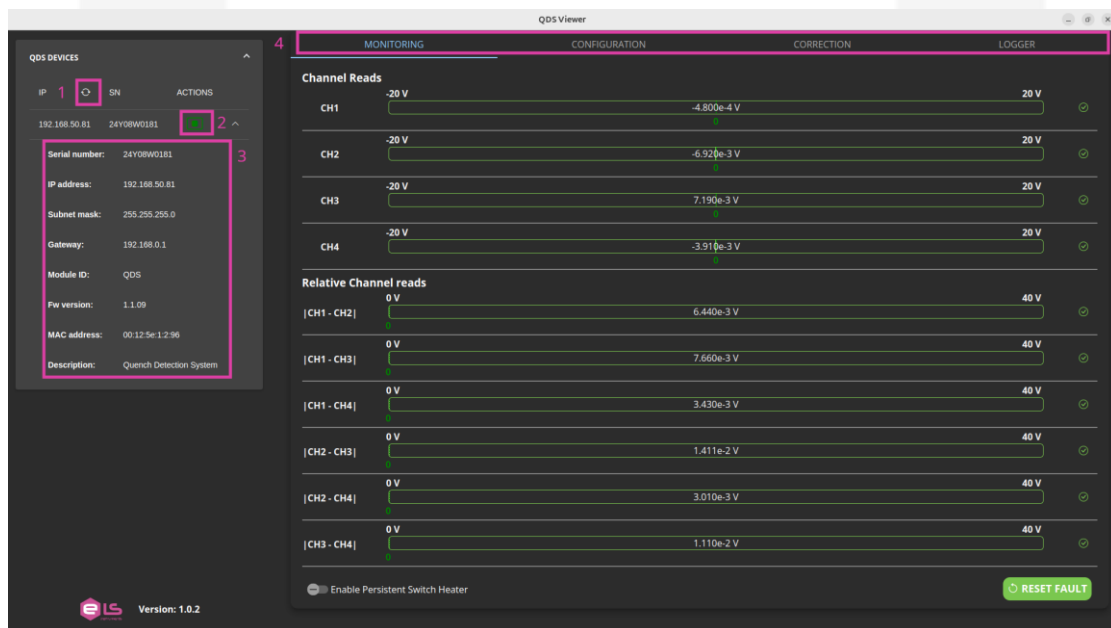 QDS Viewer
QDS DEVICES
IP 1 SN ACTIONS
192.168.50.81 24Y08W0181 2
3
Serial number: 24Y08W0181
IP address: 192.168.50.81
Subnet mask: 255.255.255.0
Gateway: 192.168.0.1
Module ID: QDS
Fw version: 1.1.09
MAC address: 00:12:5e:1:2:96
Description: Quench Detection System
Version: 1.0.2
4 MONITORING CONFIGURATION CORRECTION LOGGER
Channel Reads
-20 V 20 V
CH1 -4.800e-4 V
0
-20 V 20 V
CH2 -6.920e-3 V
0
-20 V 20 V
CH3 7.190e-3 V
0
-20 V 20 V
CH4 -3.910e-3 V
0
Relative Channel reads
0 V 40 V
|CH1 - CH2| 6.440e-3 V
0
0 V 40 V
|CH1 - CH3| 7.660e-3 V
0
0 V 40 V
|CH1 - CH4| 3.430e-3 V
0
0 V 40 V
|CH2 - CH3| 1.411e-2 V
0
0 V 40 V
|CH2 - CH4| 3.010e-3 V
0
0 V 40 V
|CH3 - CH4| 1.110e-2 V
0
Enable Persistent Switch Heater RESET FAULT